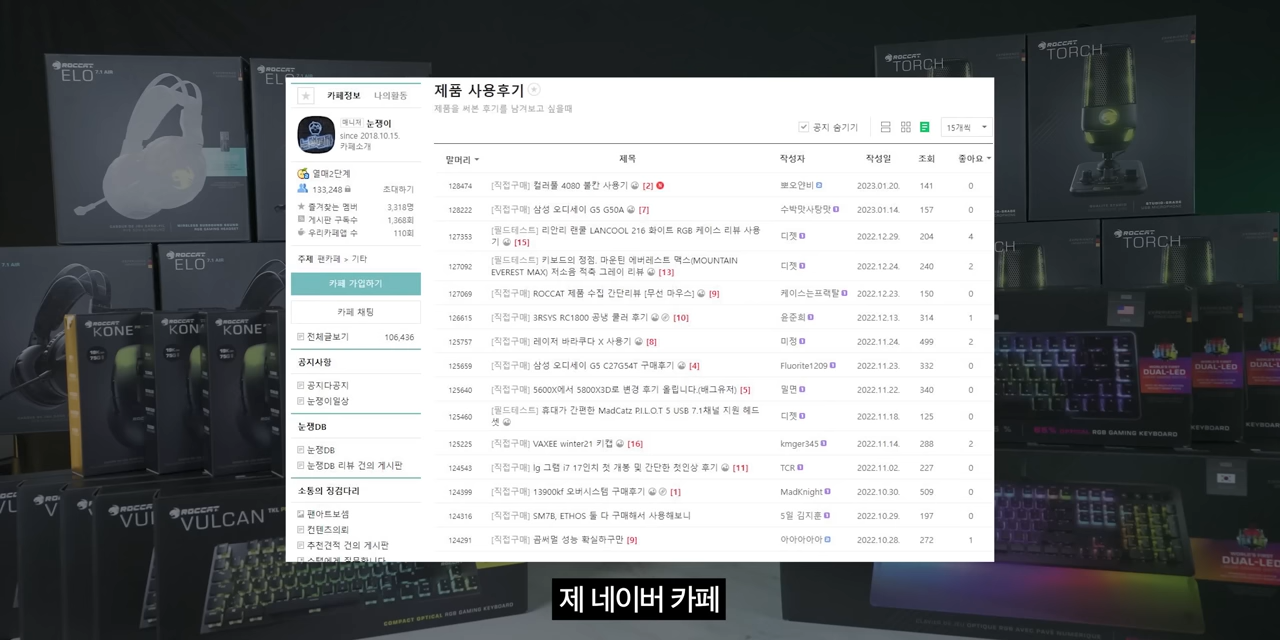 ROCCAT
ELO 7.1 AIR
ROCCAT
ROCCAT
TORCH
ROCCAT
TORCH
카페정보 나의활동
매니저 눈쟁이
since 2018.10.15.
카페소개
열매2단계
133,248 초대하기
즐겨찾는 멤버 3,318명
게시판 구독수 1,368회
우리카페앱 수 110회
주제 팬카페 > 기타
카페 가입하기
카페 채팅
전체글보기 106,436
공지사항
공지다공지
눈쟁이일상
눈쟁DB
눈쟁DB
눈쟁DB 리뷰 건의 게시판
소통의 징검다리
팬아트보셈
컨텐츠의뢰
추천견적 건의 게시판
제품 사용후기
제품을 써본 후기를 남겨보고 싶을때
공지 숨기기 15개씩
말머리 제목 작성자 작성일 조회 좋아요
128474 [직접구매] 컬러풀 4080 불칸 사용기 [2] 뽀오얀비 2023.01.20. 141 0
128222 [직접구매] 삼성 오디세이 G5 G50A [7] 수박맛사탕맛 2023.01.14. 157 0
127353 [필드테스트] 리안리 랜쿨 LANCOOL 216 화이트 RGB 케이스 리뷰 사용
기 [15] 디젯 2022.12.29. 204 4
127092 [필드테스트] 키보드의 정점. 마운틴 에버레스트 맥스(MOUNTAIN
EVEREST MAX) 저소음 적축 그레이 리뷰 [13] 디젯 2022.12.24. 240 2
127069 [직접구매] ROCCAT 제품 수집 간단리뷰 [무선 마우스] [9] 케이스는프랙탈 2022.12.23. 150 0
126615 [직접구매] 3RSYS RC1800 공냉 쿨러 후기 [10] 윤준희 2022.12.13. 314 1
125757 [직접구매] 레이저 바라쿠다 X 사용기 [8] 미정 2022.11.24. 499 2
125659 [직접구매] 삼성 오디세이 G5 C27G54T 구매후기 [4] Fluorite1209 2022.11.23. 332 0
125640 [직접구매] 5600X에서 5800X3D로 변경 후기 올립니다.(배그유저) [5] 밀면 2022.11.22. 340 0
125460 [필드테스트] 휴대가 간편한 MadCatz P.I.L.O.T 5 USB 7.1채널 지원 헤드
셋 디젯 2022.11.18. 125 0
125225 [직접구매] VAXEE winter21 키캡 [16] kmger345 2022.11.14. 288 2
124543 [직접구매] lg 그램 i7 17인치 첫 개봉 및 간단한 첫인상 후기 [11] TCR 2022.11.02. 227 0
124399 [직접구매] 13900kf 오버시스템 구매후기 [1] MadKnight 2022.10.30. 509 0
124316 [직접구매] SM7B, ETHOS 둘 다 구매해서 사용해보니 5일 김지훈 2022.10.29. 197 0
124291 [직접구매] 곰써멀 성능 확실하구만 [9] 아아아아아 2022.10.28. 272 1
ROCCAT
ELO
ROCCAT
TORCH
ROCCAT
KONE
ROCCAT
KONE
ROCCAT
KONE
DUAL-LED
DUAL-LED
RGB GAMING KEYBOARD
VULCAN
ROCCAT
VULCAN TKL
COMPACT OPTICAL RGB GAMING KEYBOARD
DUAL-LED
제 네이버 카페